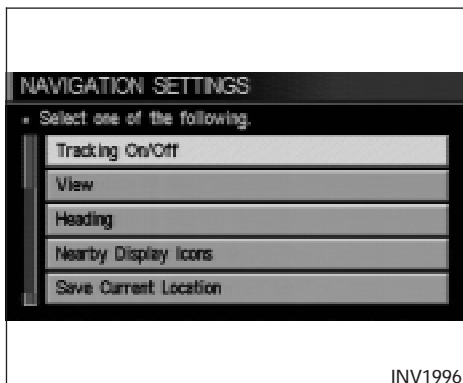 NAVIGATION SETTINGS
Select one of the following.
Tracking On/Off
View
Heading
Nearby Display Icons
Save Current Location
INV1996